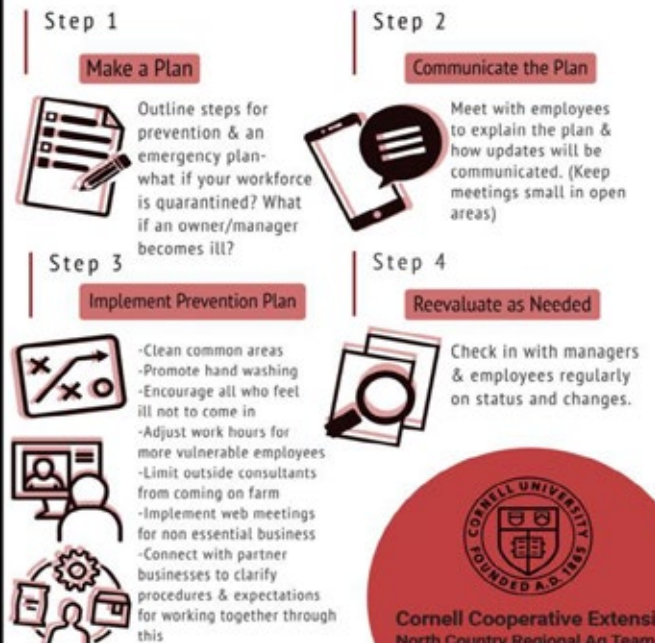 Step 1
Make a Plan
Outline steps for
prevention & an
emergency plan-
what if your workforce
is quarantined? What
if an owner/manager
becomes ill?
Step 2
Communicate the Plan
Meet with employees
to explain the plan &
how updates will be
communicated. (Keep
meetings small in open
areas)
Step 3
Implement Prevention Plan
-Clean common areas
-Promote hand washing
-Encourage all who feel
ill not to come in
-Adjust work hours for
more vulnerable employees
-Limit outside consultants
from coming on farm
-Implement web meetings
for non essential business
-Connect with partner
businesses to clarify
procedures & expectations
for working together through
this
Step 4
Reevaluate as Needed
Check in with managers
& employees regularly
on status and changes.
CORNELL UNIVERSITY
FOUNDED A.D. 1865
Cornell Cooperative Extensi
North Country Regional Ag Team